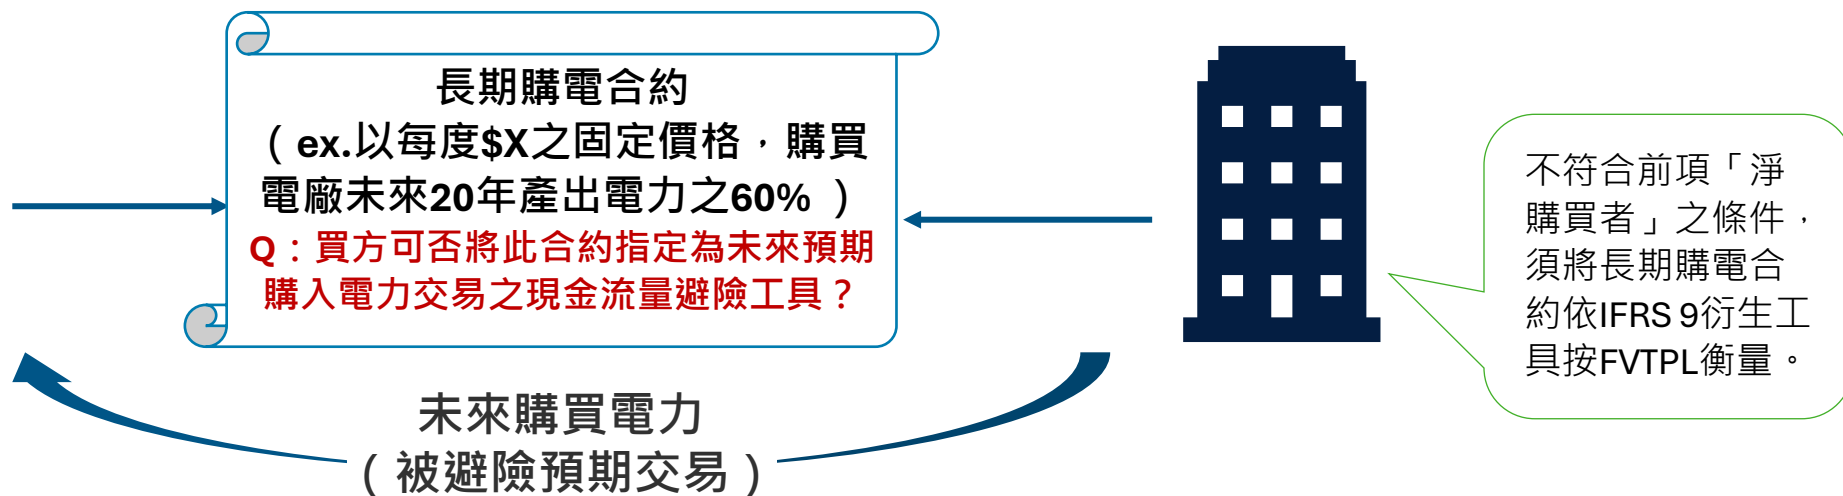 長期購電合約
（ex.以每度$X之固定價格，購買
電廠未來20年產出電力之60% ）
Q：買方可否將此合約指定為未來預期
購入電力交易之現金流量避險工具？
不符合前項「淨
購買者」之條件，
須將長期購電合
約依IFRS 9衍生工
具按FVTPL衡量。
未來購買電力
（被避險預期交易）